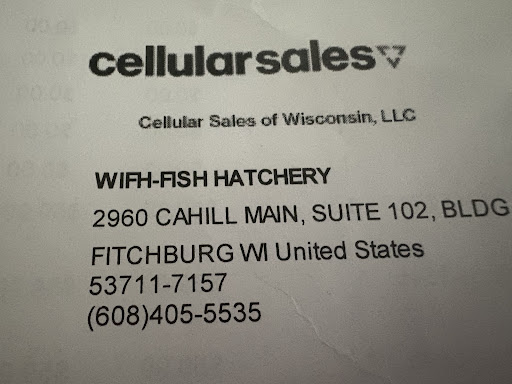 cellularsales
Cellular Sales of Wisconsin, LLC
WIFH-FISH HATCHERY
2960 CAHILL MAIN, SUITE 102, BLDG
FITCHBURG WI United States
53711-7157
(608)405-5535